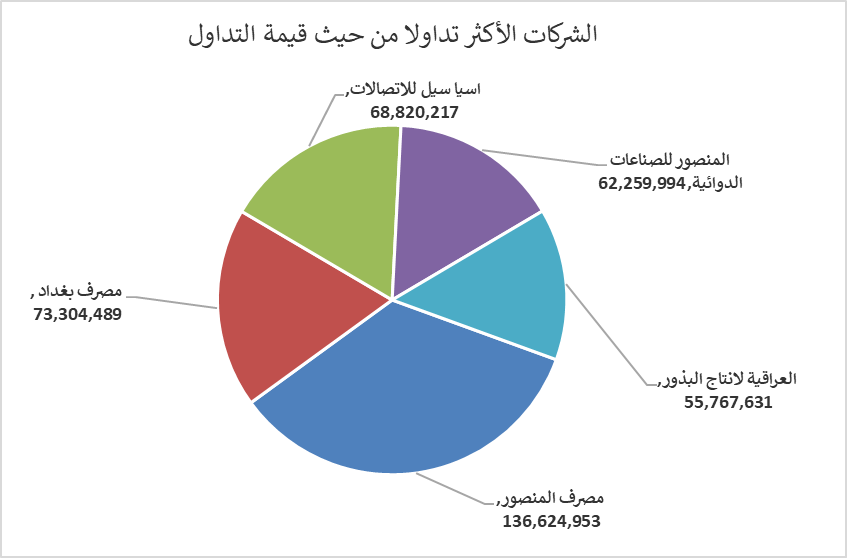 الشركات الأكثر تداولا من حيث قيمة التداول
اسيا سيل للاتصالات,
68,820,217
المنصور للصناعات
الدوائية, 62,259,994
مصرف بغداد ,
73,304,489
العراقية لانتاج البذور,
55,767,631
مصرف المنصور,
136,624,953